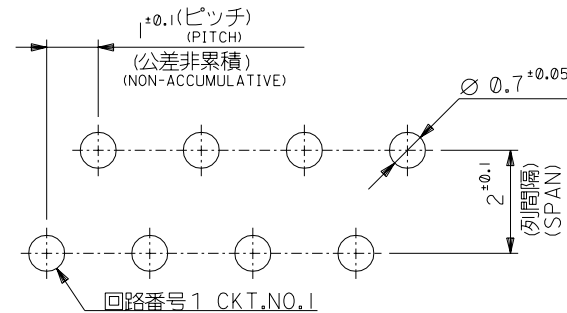 1±0.1(ピッチ)
(PITCH)
(公差非累積)
(NON-ACCUMULATIVE)
Ø 0.7±0.05
2±0.1
(列間隔)
(SPAN)
回路番号1 CKT.NO.1